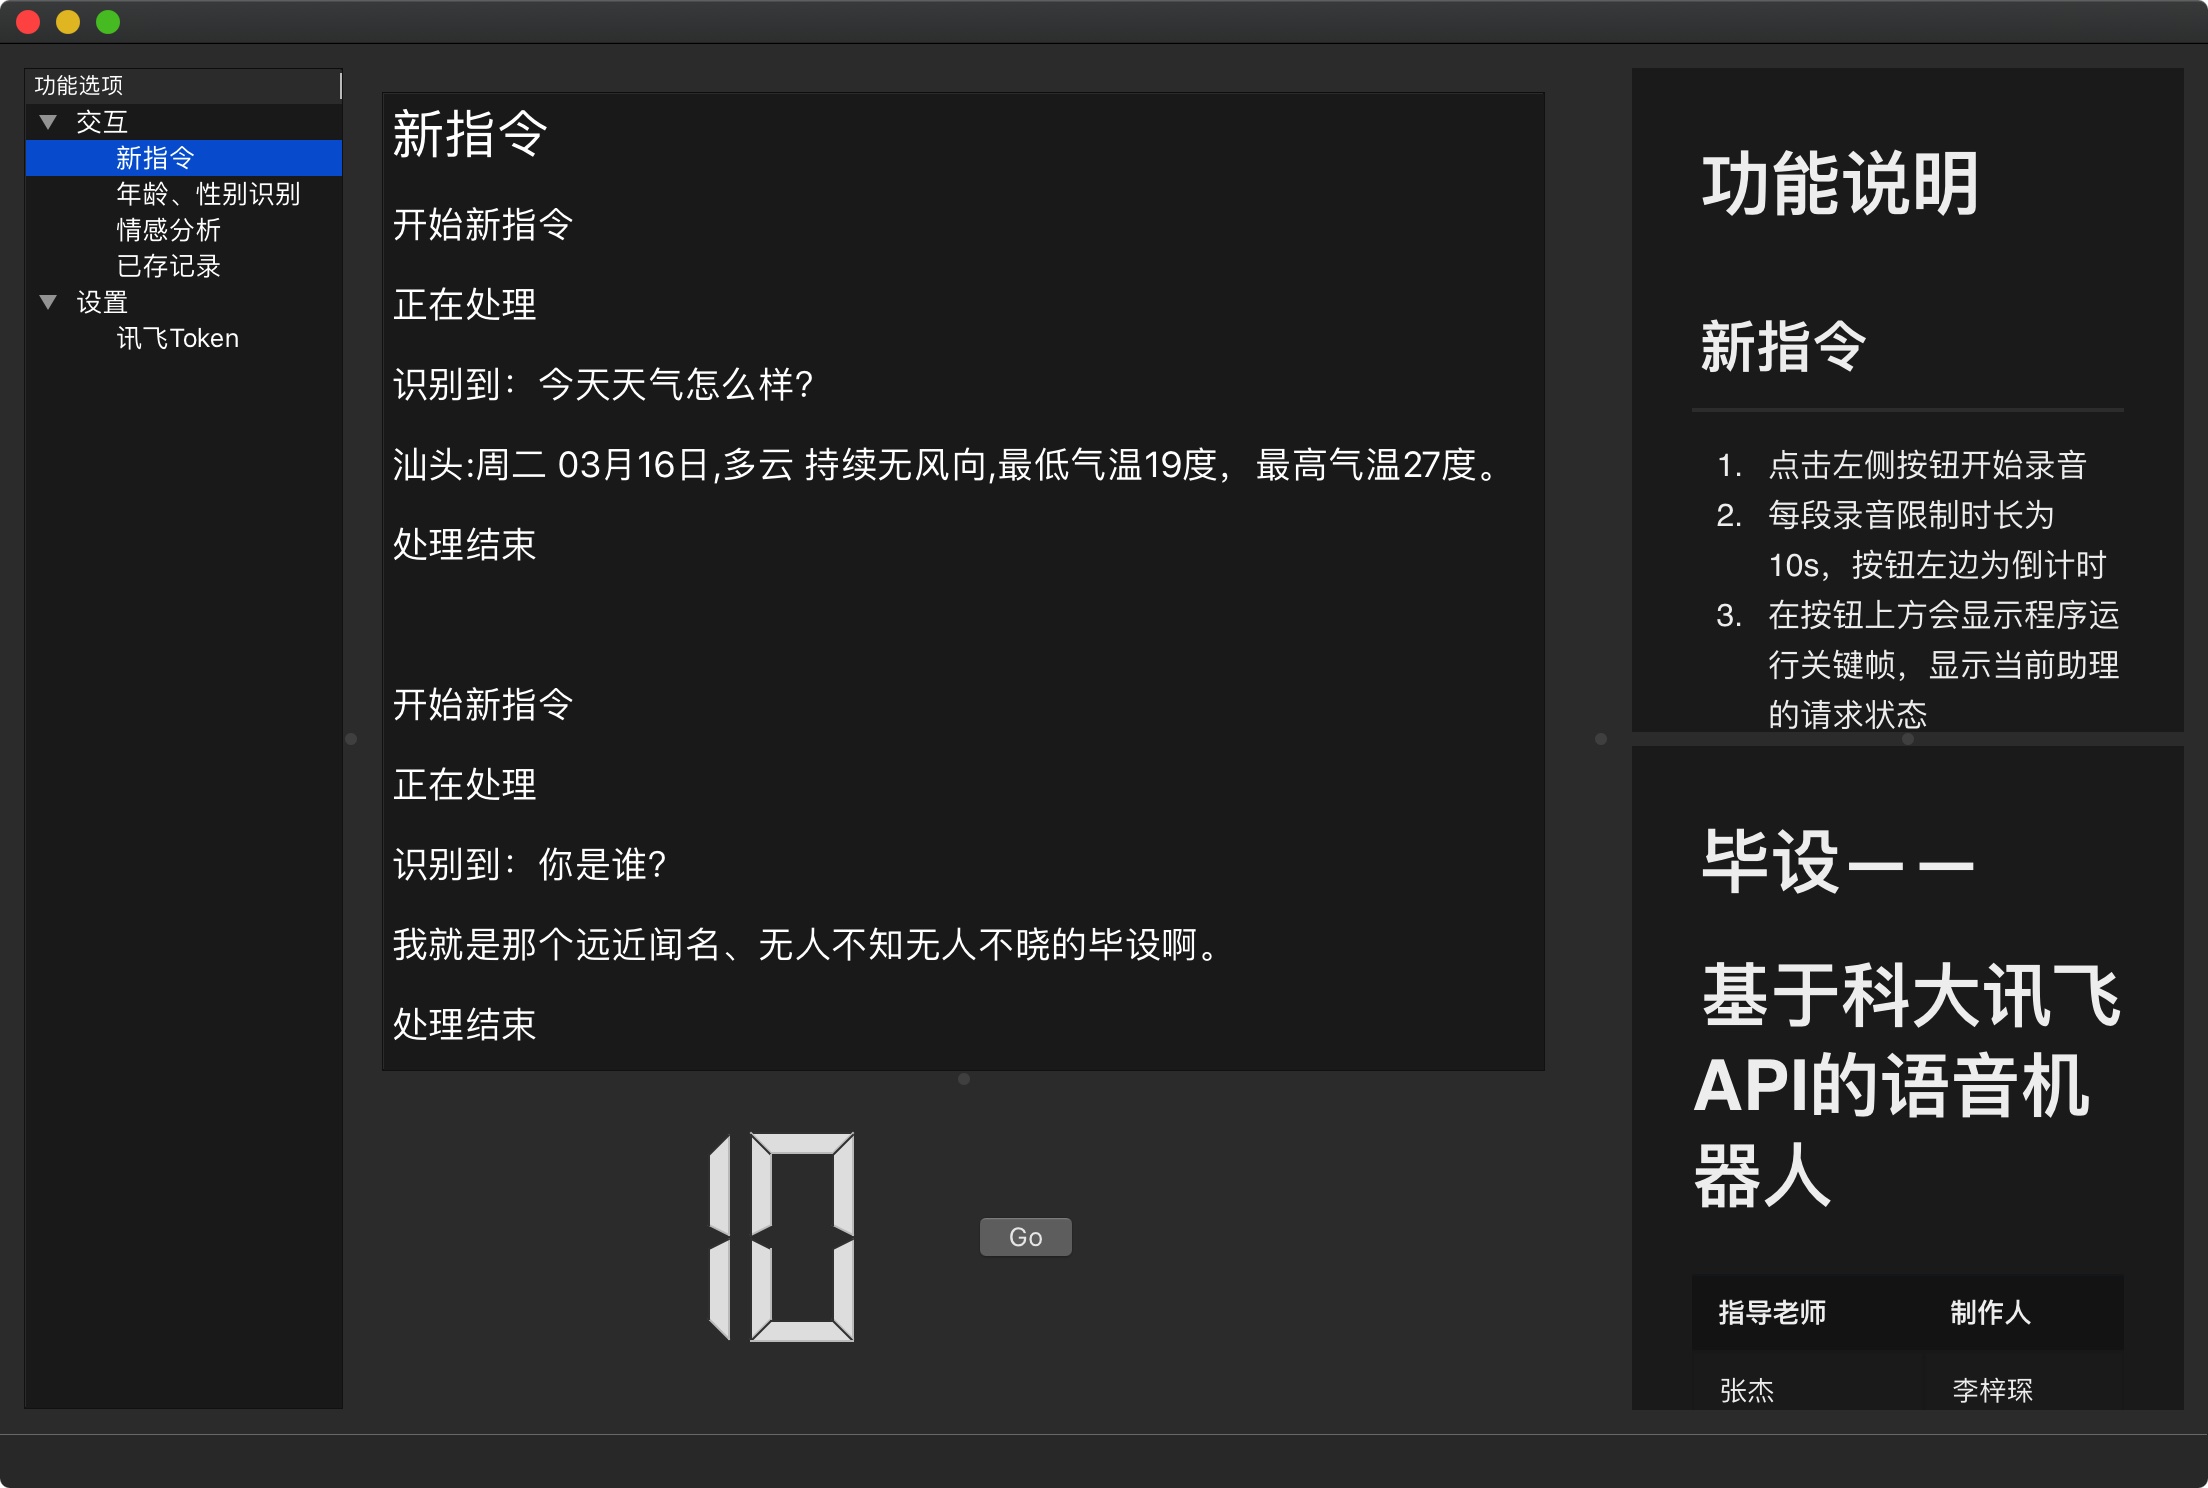 功能选项
交互
新指令
年龄、性别识别
情感分析
已存记录
设置
讯飞Token
新指令
开始新指令
正在处理
识别到：今天天气怎么样？
汕头:周二 03月16日,多云 持续无风向,最低气温19度，最高气温27度。
处理结束
开始新指令
正在处理
识别到：你是谁？
我就是那个远近闻名、无人不知无人不晓的毕设啊。
处理结束
10
Go
功能说明
新指令
1. 点击左侧按钮开始录音
2. 每段录音限制时长为
10s，按钮左边为倒计时
3. 在按钮上方会显示程序运
行关键帧，显示当前助理
的请求状态
毕设——
基于科大讯飞
API的语音机
器人
指导老师 制作人
张杰 李梓琛